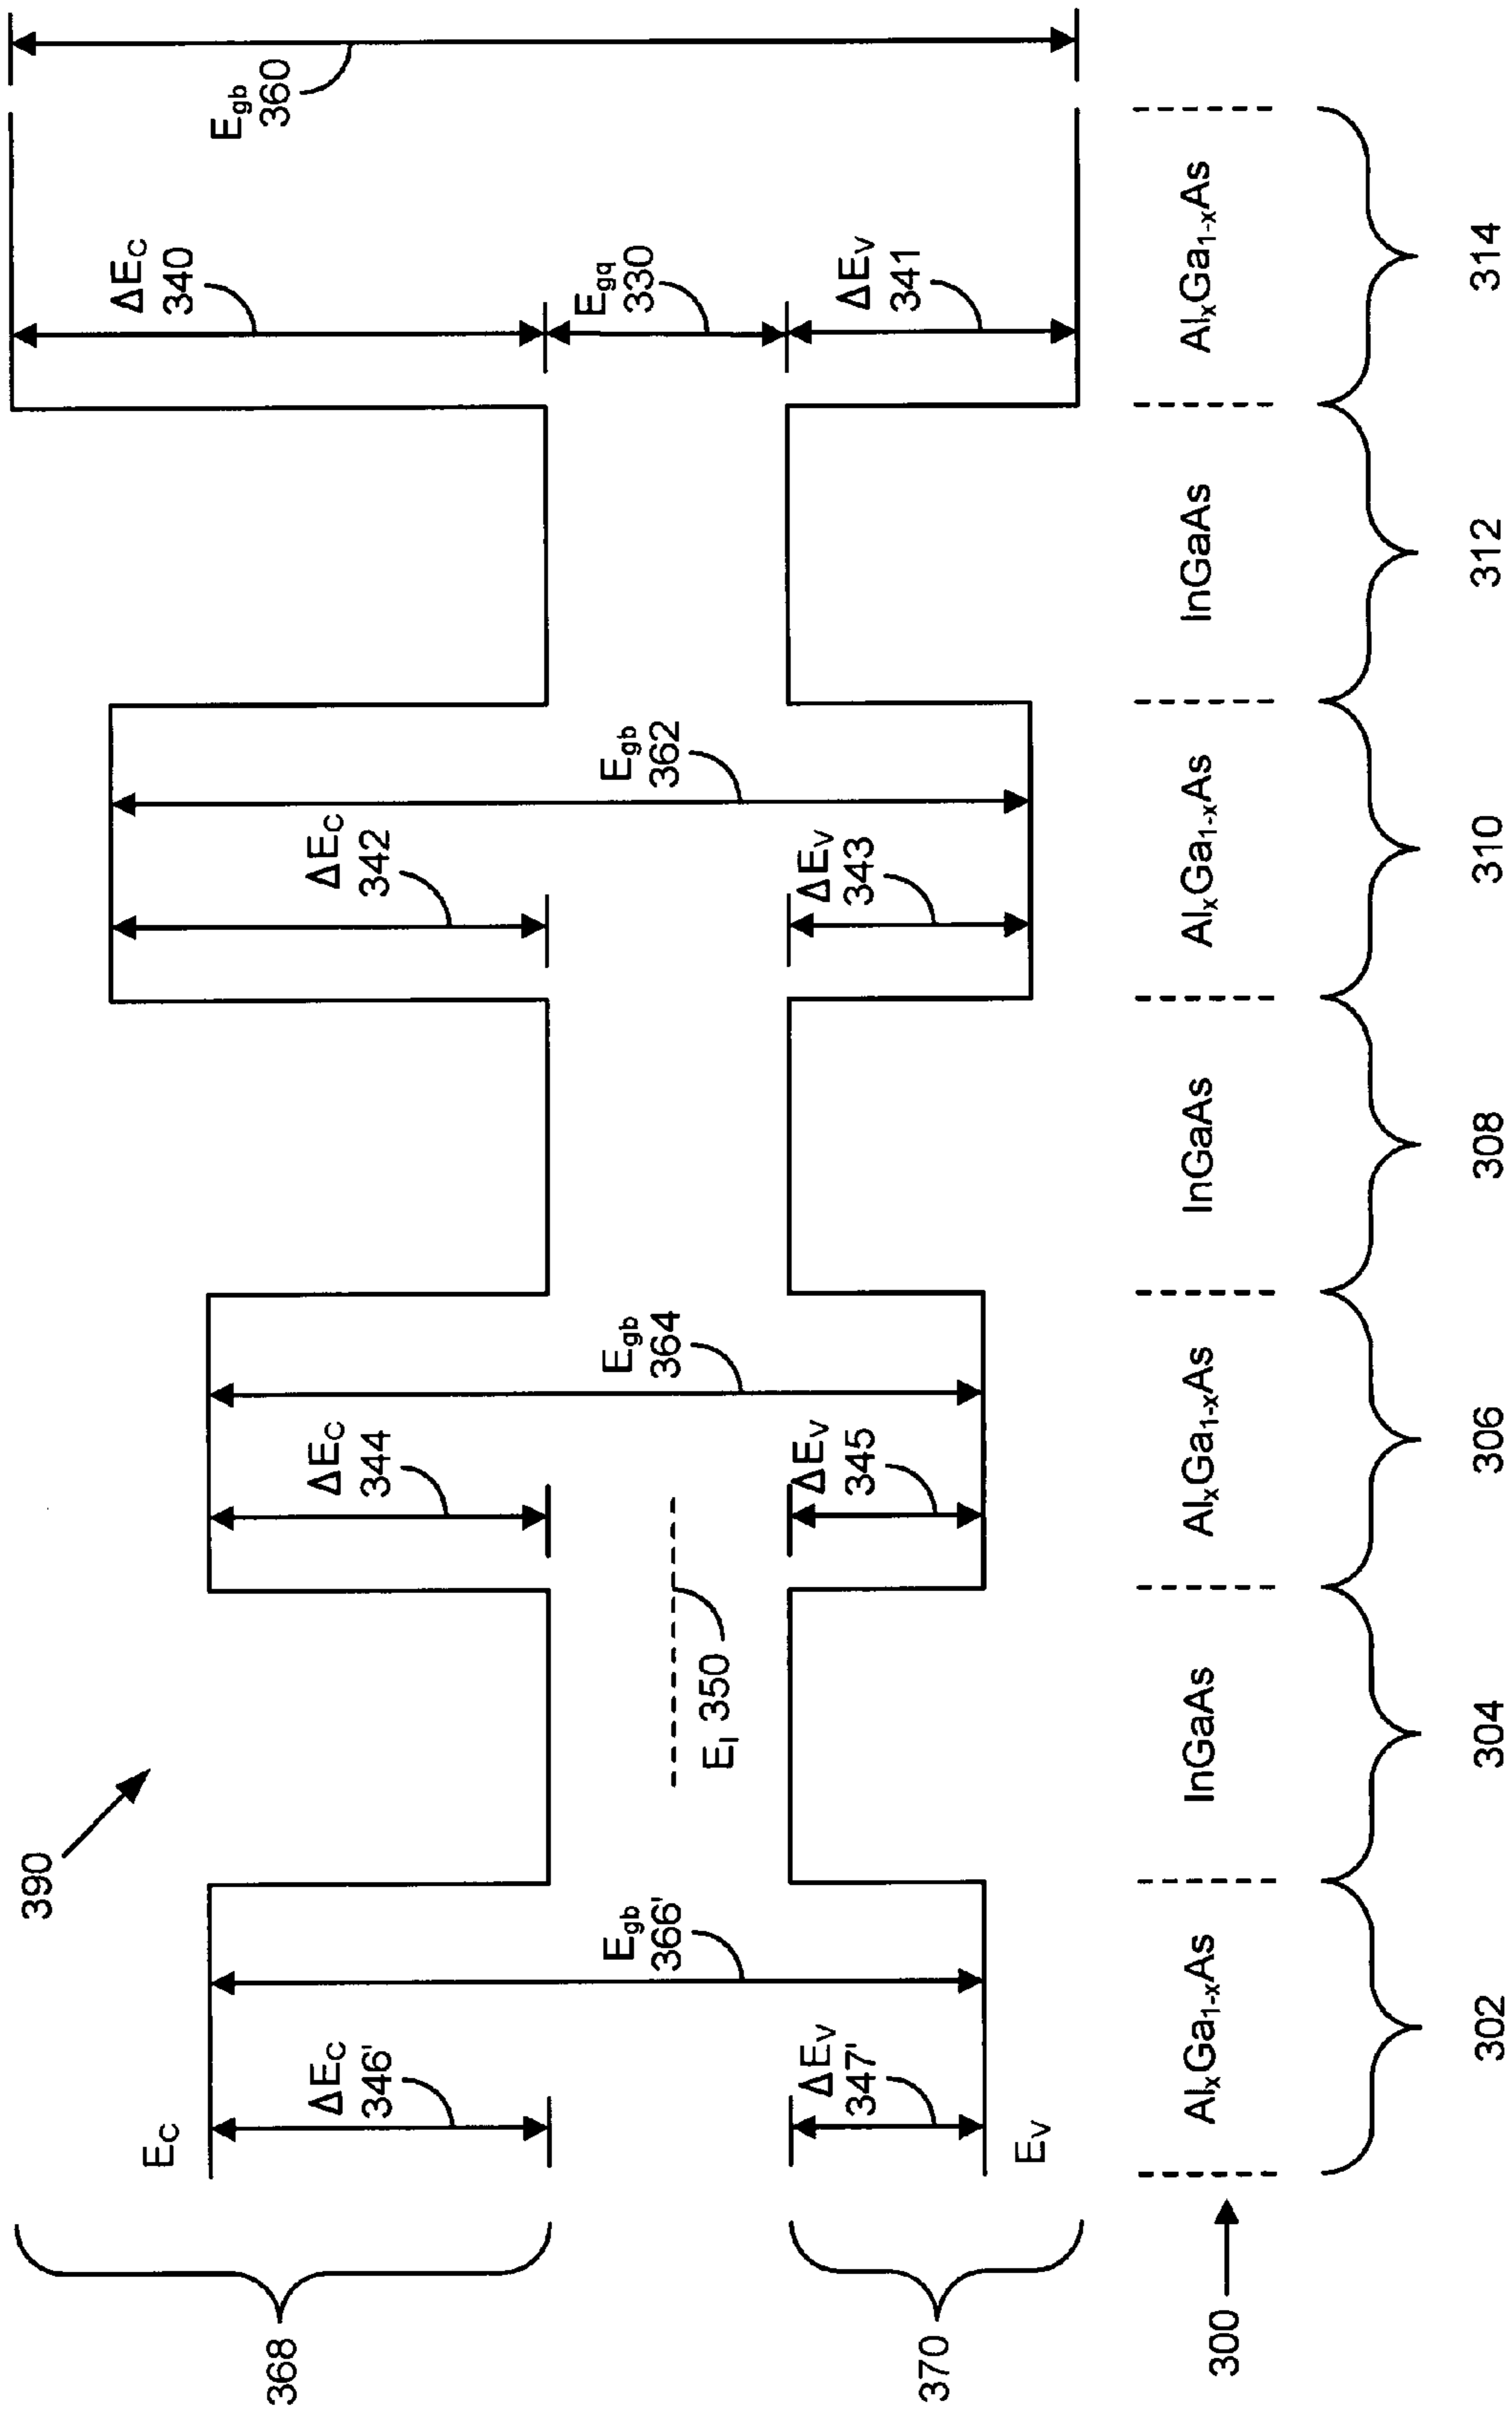 390
E_C
ΔE_C
346'
E_gb
366'
ΔE_V
347'
E_V
E_I 350
ΔE_C
344
E_gb
364
ΔE_V
345
ΔE_C
342
E_gb
362
ΔE_V
343
ΔE_C
340
E_gq
330
ΔE_V
341
E_gb
360
368
370
300
Al_xGa_1-xAs
InGaAs
Al_xGa_1-xAs
InGaAs
Al_xGa_1-xAs
InGaAs
Al_xGa_1-xAs
302
304
306
308
310
312
314